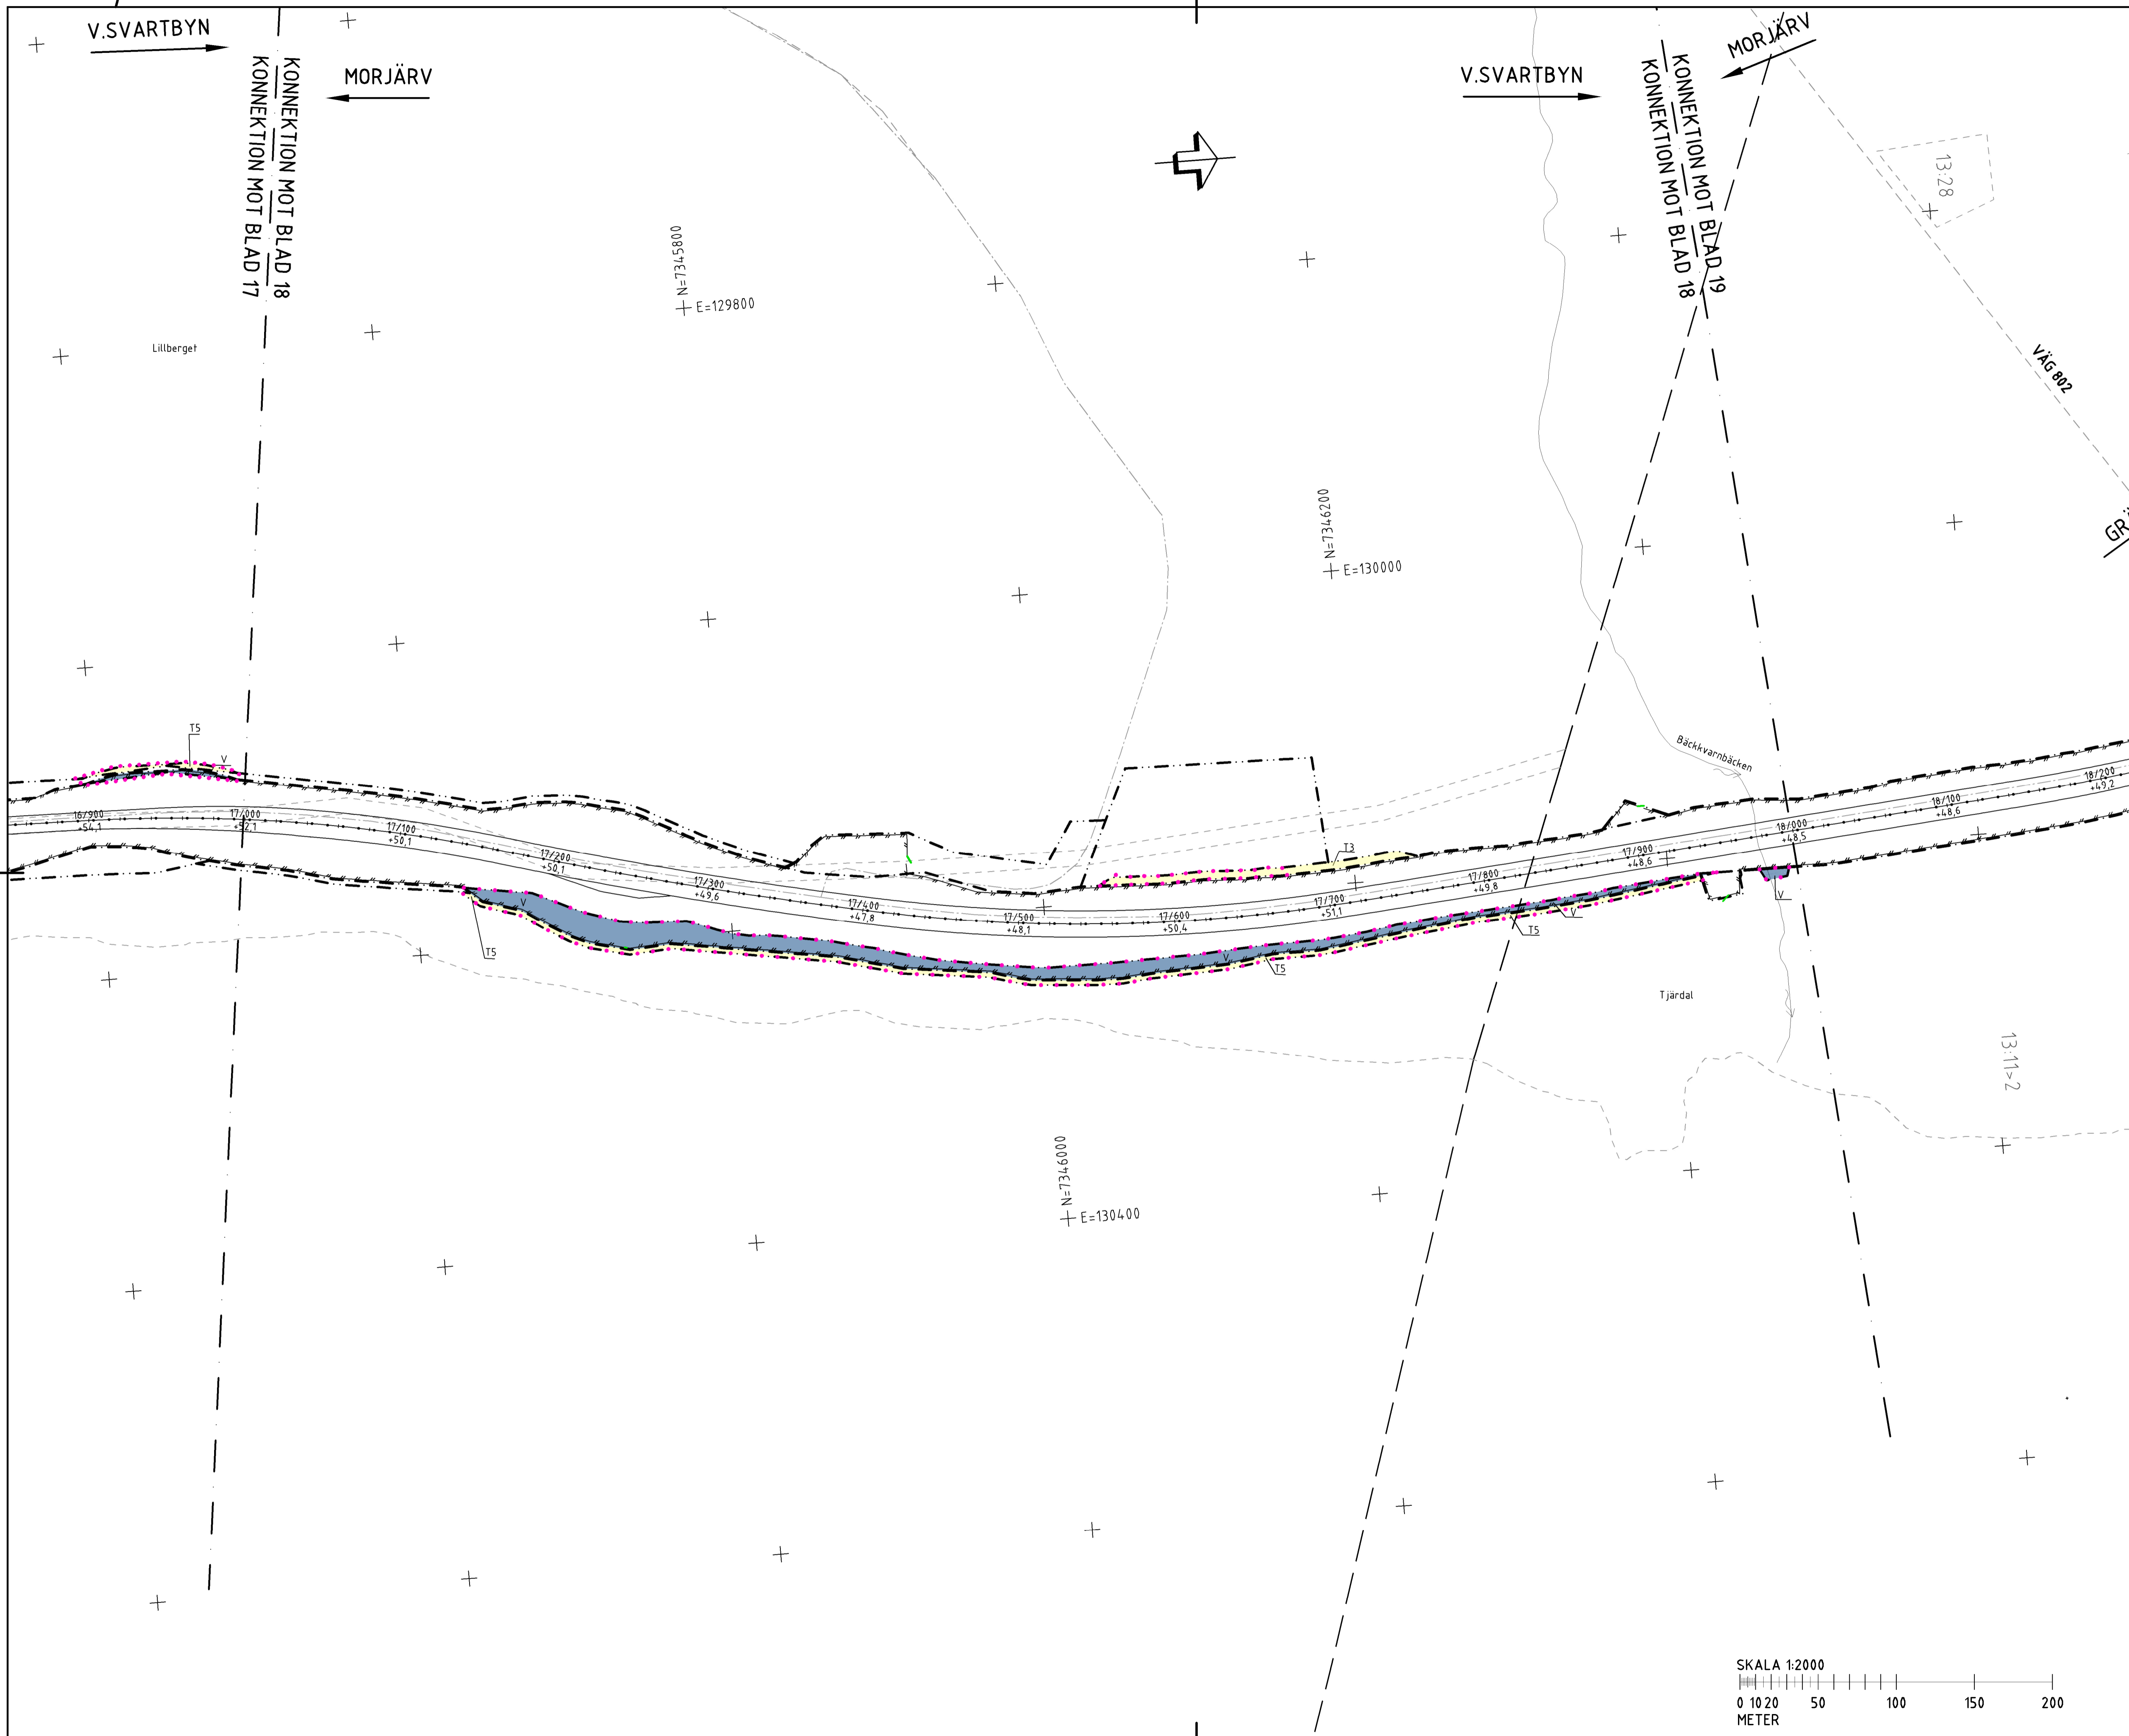 V.SVARTBYN
KONNEKTION MOT BLAD 18
KONNEKTION MOT BLAD 17
MORJÄRV
V.SVARTBYN
MORJÄRV
KONNEKTION MOT BLAD 19
KONNEKTION MOT BLAD 18
13:28
N=7345800
E=129800
Lillberget
VÄG 802
GR
N=7346200
E=130000
T5
V
Bäckkvarnbäcken
16/900
+54,1
17/000
+52,1
17/100
+50,1
17/200
+50,1
17/300
+49,6
17/400
+47,8
17/500
+48,1
17/600
+50,4
17/700
+51,1
17/800
+49,8
17/900
+48,6
18/000
+48,5
18/100
+48,6
18/200
+49,2
T3
V
T5
V
T5
T5
V
V
Tjärdal
13:11>2
N=7346000
E=130400
SKALA 1:2000
0 10 20 50 100 150 200
METER